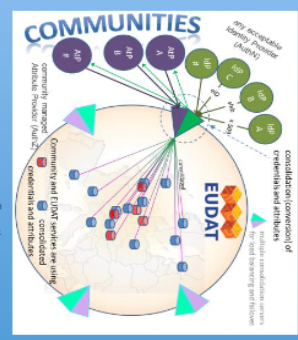 COMMUNITIES
any acceptable
Identity Provider
(AuthN)
AtP
#
AtP
B
AtP
A
IdP
#
IdP
C
IdP
B
IdP
A
community managed
Attribute Provider (AuthZ)
consolidation (conversion) of
credentials and attributes
consolidated
EUDAT
multiple consolidation servers
for load balancing and failover
Community and EUDAT services are using
consolidated
credentials and attributes